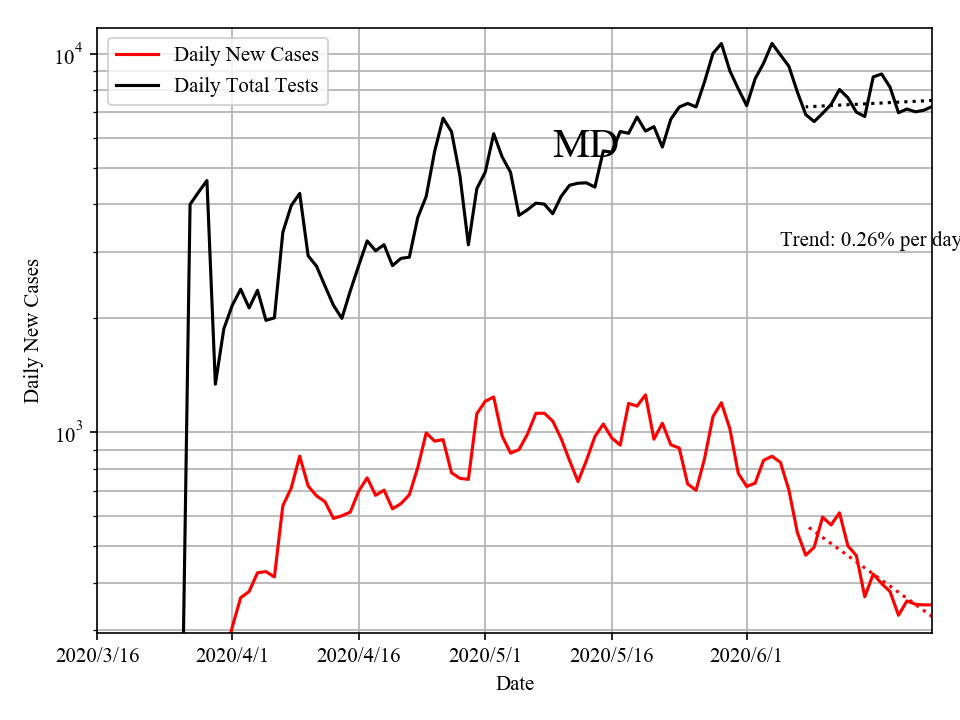 Daily New Cases
Daily Total Tests
MD
Trend: 0.26% per day
10^4
10^3
Daily New Cases
2020/3/16 2020/4/1 2020/4/16 2020/5/1 2020/5/16 2020/6/1
Date